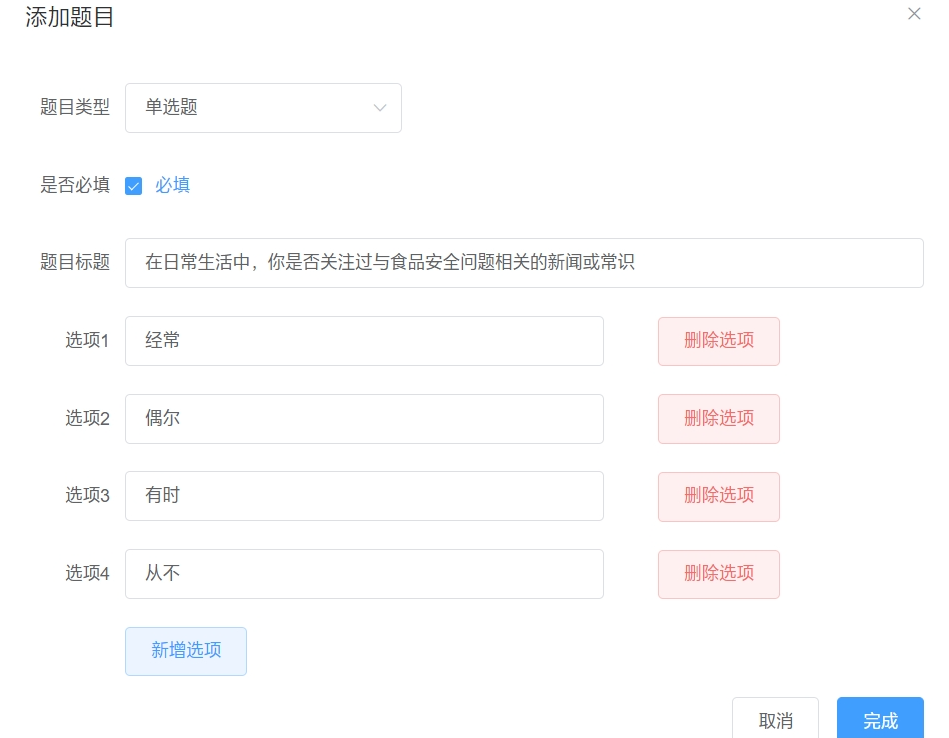 添加题目
题目类型 单选题
是否必填 必填
题目标题 在日常生活中，你是否关注过与食品安全问题相关的新闻或常识
选项1 经常 删除选项
选项2 偶尔 删除选项
选项3 有时 删除选项
选项4 从不 删除选项
新增选项
取消 完成